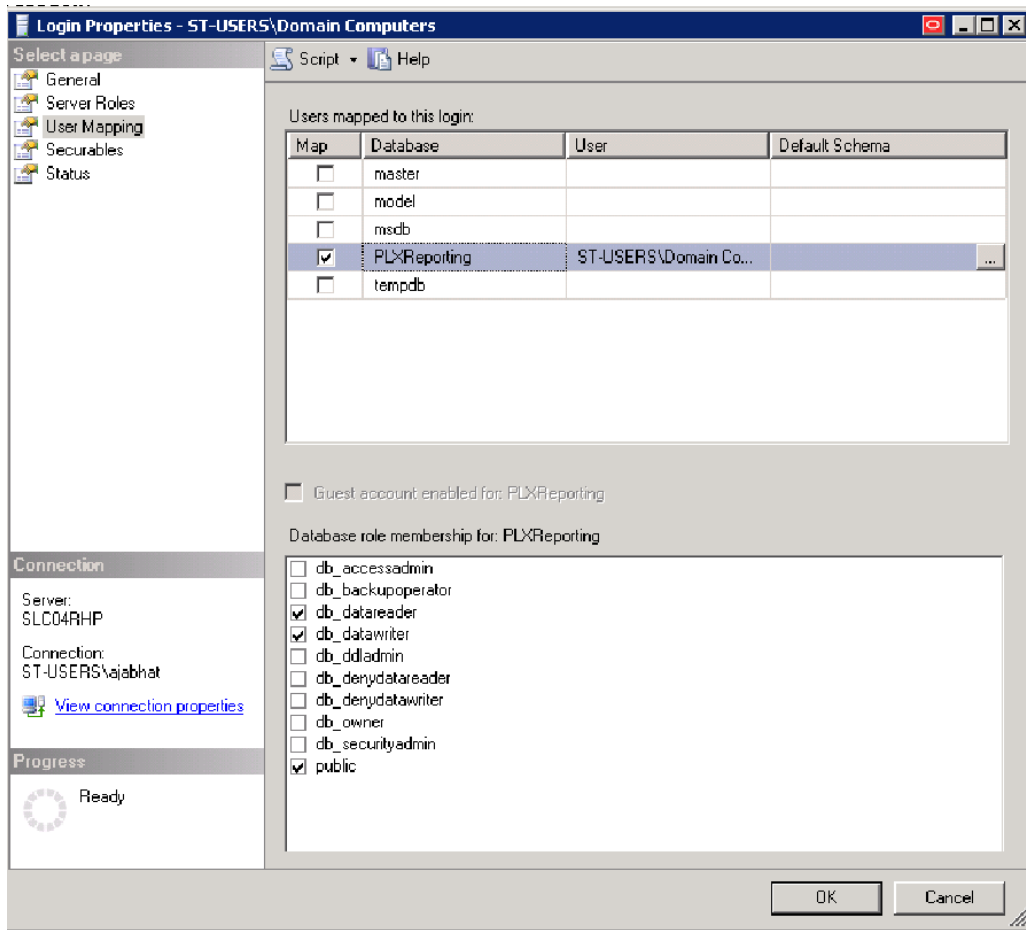 Login Properties - ST-USERS\Domain Computers
Select a page
General
Server Roles
User Mapping
Securables
Status
Script Help
Users mapped to this login:
Map Database User Default Schema
master
model
msdb
PLXReporting ST-USERS\Domain Co... ...
tempdb
Guest account enabled for: PLXReporting
Database role membership for: PLXReporting
db_accessadmin
db_backupoperator
db_datareader
db_datawriter
db_ddladmin
db_denydatareader
db_denydatawriter
db_owner
db_securityadmin
public
Connection
Server:
SLC04RHP
Connection:
ST-USERS\ajabhat
View connection properties
Progress
Ready
OK Cancel